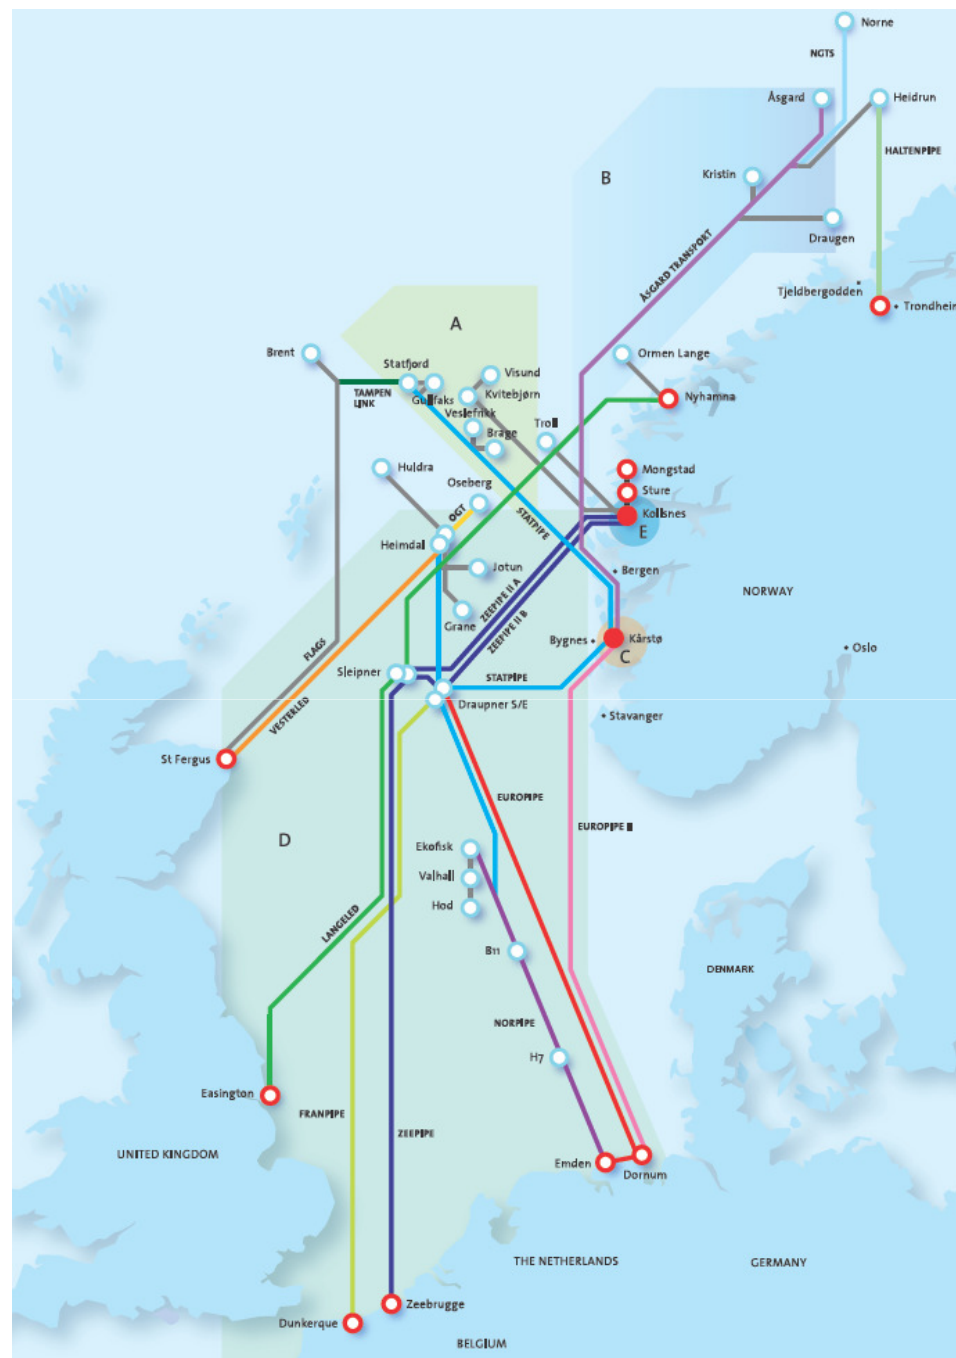 Norne
NGTS
Åsgard
Heidrun
HALTENPIPE
B
Kristin
Draugen
ÅSGARD TRANSPORT
Tjeldbergodden
Trondheim
A
Brent
Statfjord
Visund
Ormen Lange
TAMPEN
LINK
Gullfaks
Kvitebjørn
Nyhamna
Veslefrikk
Troll
Brage
Huldra
Mongstad
Oseberg
Sture
OGT
STATPIPE
Kollsnes
E
Heimdal
Jotun
Bergen
ZEEPIPE II A
NORWAY
Grane
ZEEPIPE II B
Bygnes
Kårstø
FLAGS
C
Oslo
Sleipner
STATPIPE
VESTERLED
Draupner S/E
Stavanger
St Fergus
EUROPIPE
EUROPIPE II
D
Ekofisk
Valhall
Hod
LANGELED
B11
DENMARK
NORPIPE
H7
Easington
FRANPIPE
ZEEPIPE
UNITED KINGDOM
Emden
Dornum
THE NETHERLANDS
GERMANY
Zeebrugge
Dunkerque
BELGIUM